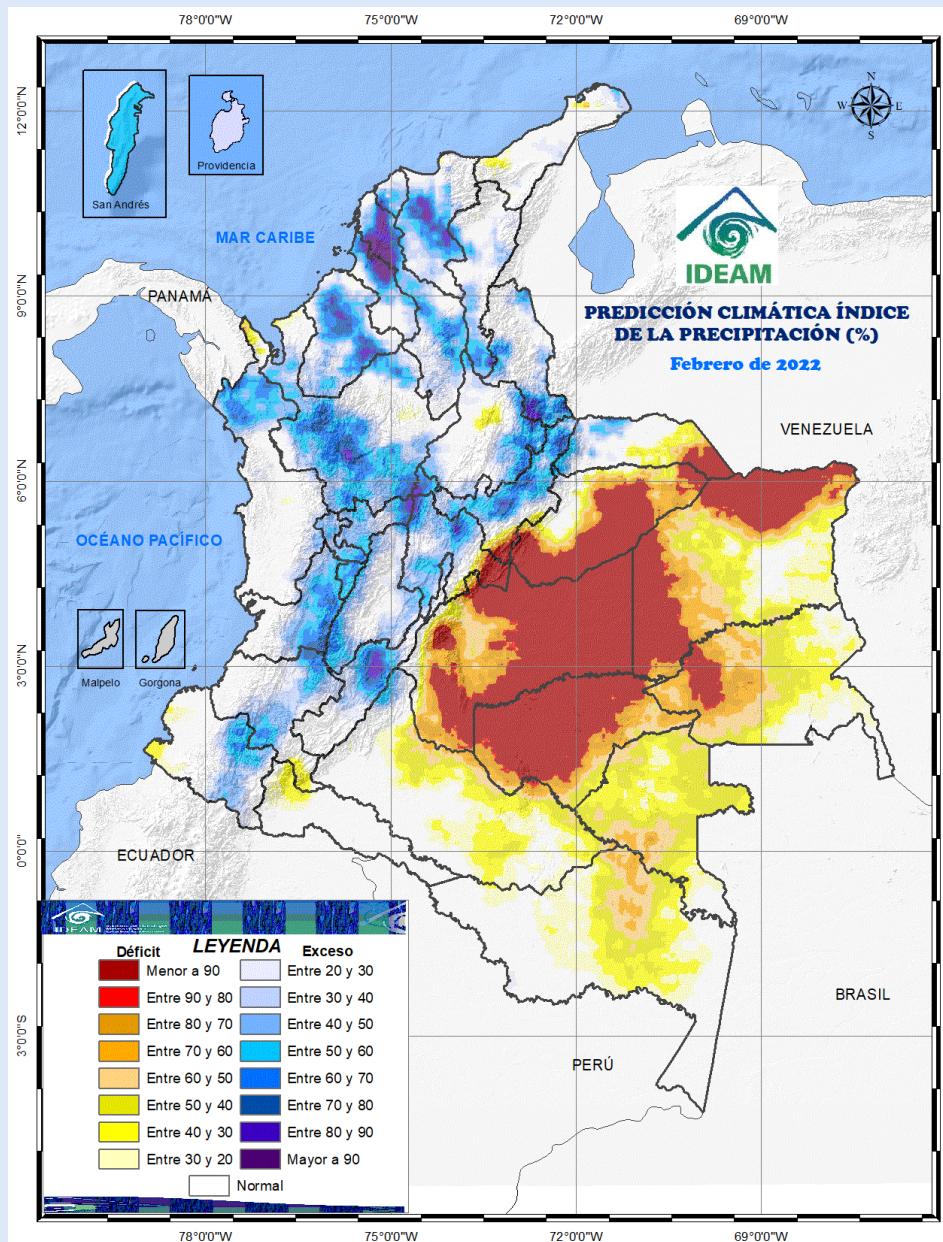 78°0'0"W 75°0'0"W 72°0'0"W 69°0'0"W
12°0'0"N
9°0'0"N
6°0'0"N
3°0'0"N
0°0'0"
3°0'0"S
N
W E
S
San Andrés
Providencia
MAR CARIBE
IDEAM
PANAMÁ
PREDICCIÓN CLIMÁTICA ÍNDICE
DE LA PRECIPITACIÓN (%)
Febrero de 2022
VENEZUELA
OCÉANO PACÍFICO
Malpelo Gorgona
ECUADOR
BRASIL
PERÚ
IDEAM
LEYENDA
Déficit Exceso
Menor a 90 Entre 20 y 30
Entre 90 y 80 Entre 30 y 40
Entre 80 y 70 Entre 40 y 50
Entre 70 y 60 Entre 50 y 60
Entre 60 y 50 Entre 60 y 70
Entre 50 y 40 Entre 70 y 80
Entre 40 y 30 Entre 80 y 90
Entre 30 y 20 Mayor a 90
Normal
78°0'0"W 75°0'0"W 72°0'0"W 69°0'0"W